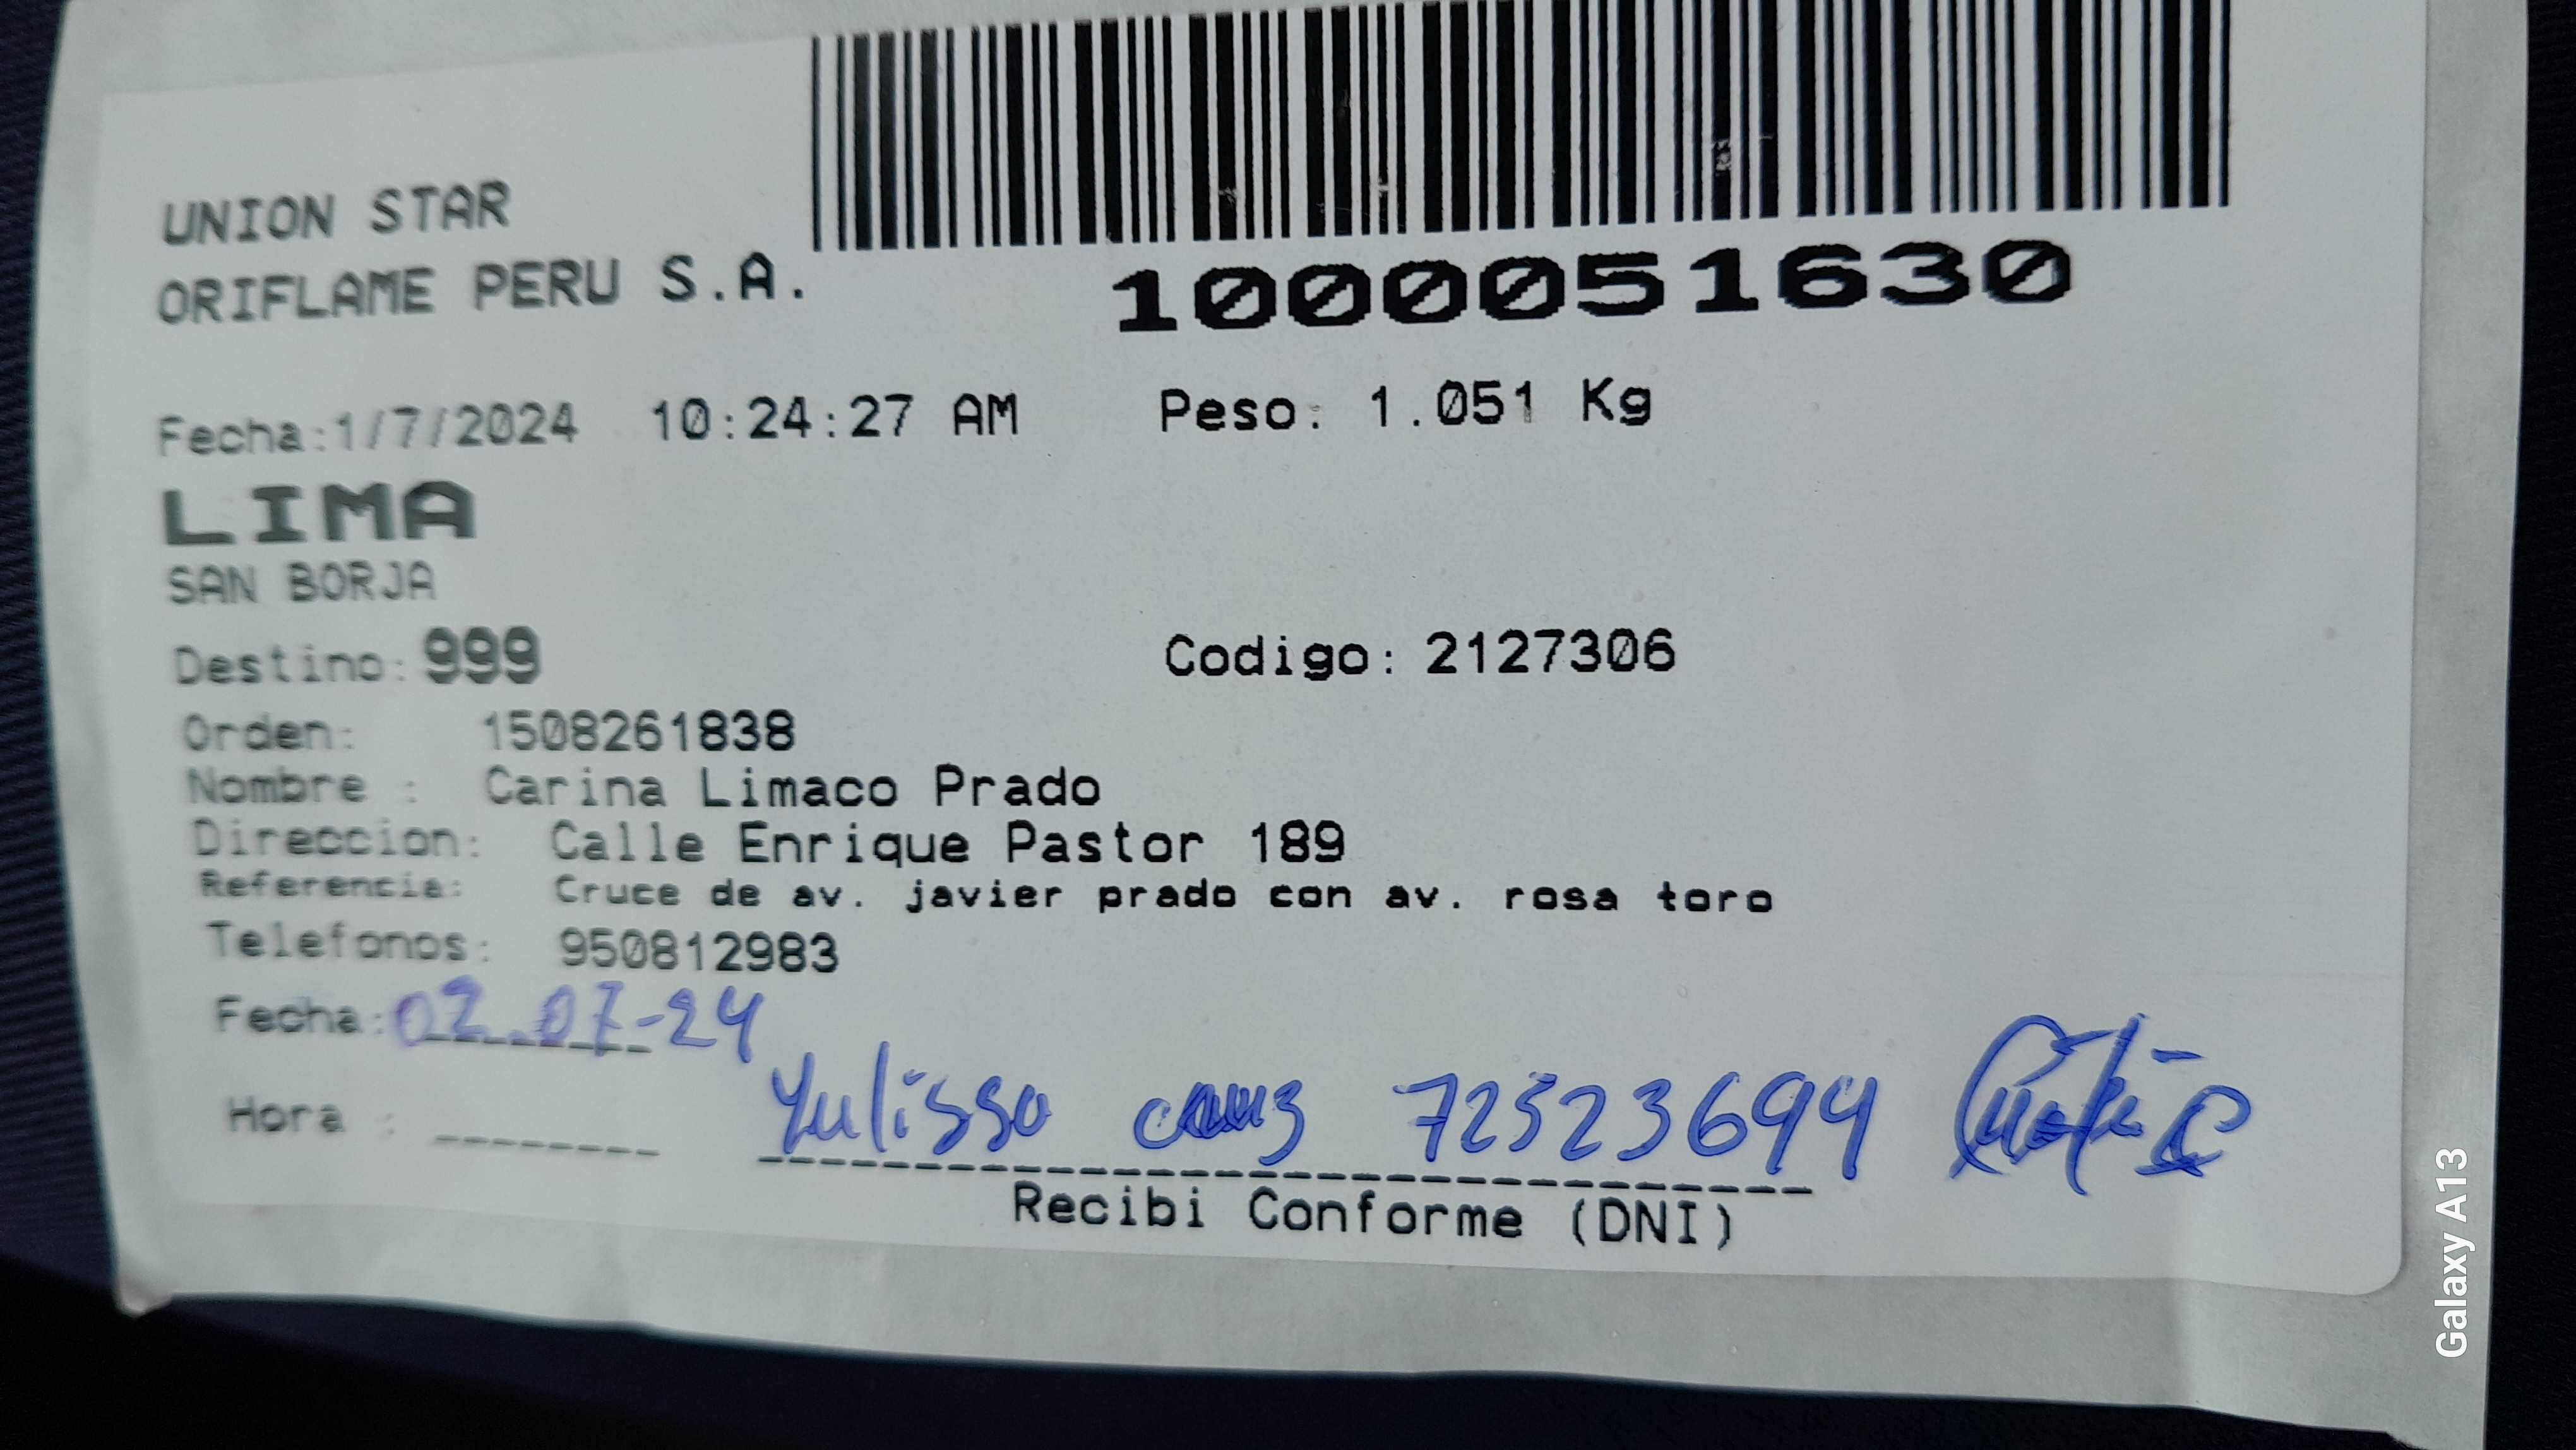 UNION STAR
ORIFLAME PERU S.A.
1000051630
Fecha:1/7/2024 10:24:27 AM Peso: 1.051 Kg
LIMA
SAN BORJA
Destino: 999 Codigo: 2127306
Orden: 1508261838
Nombre : Carina Limaco Prado
Direccion: Calle Enrique Pastor 189
Referencia: Cruce de av. javier prado con av. rosa toro
Telefonos: 950812983
Fecha: 02-07-24
Hora : Yulissa 72523699
Recibi Conforme (DNI)
Galaxy A13